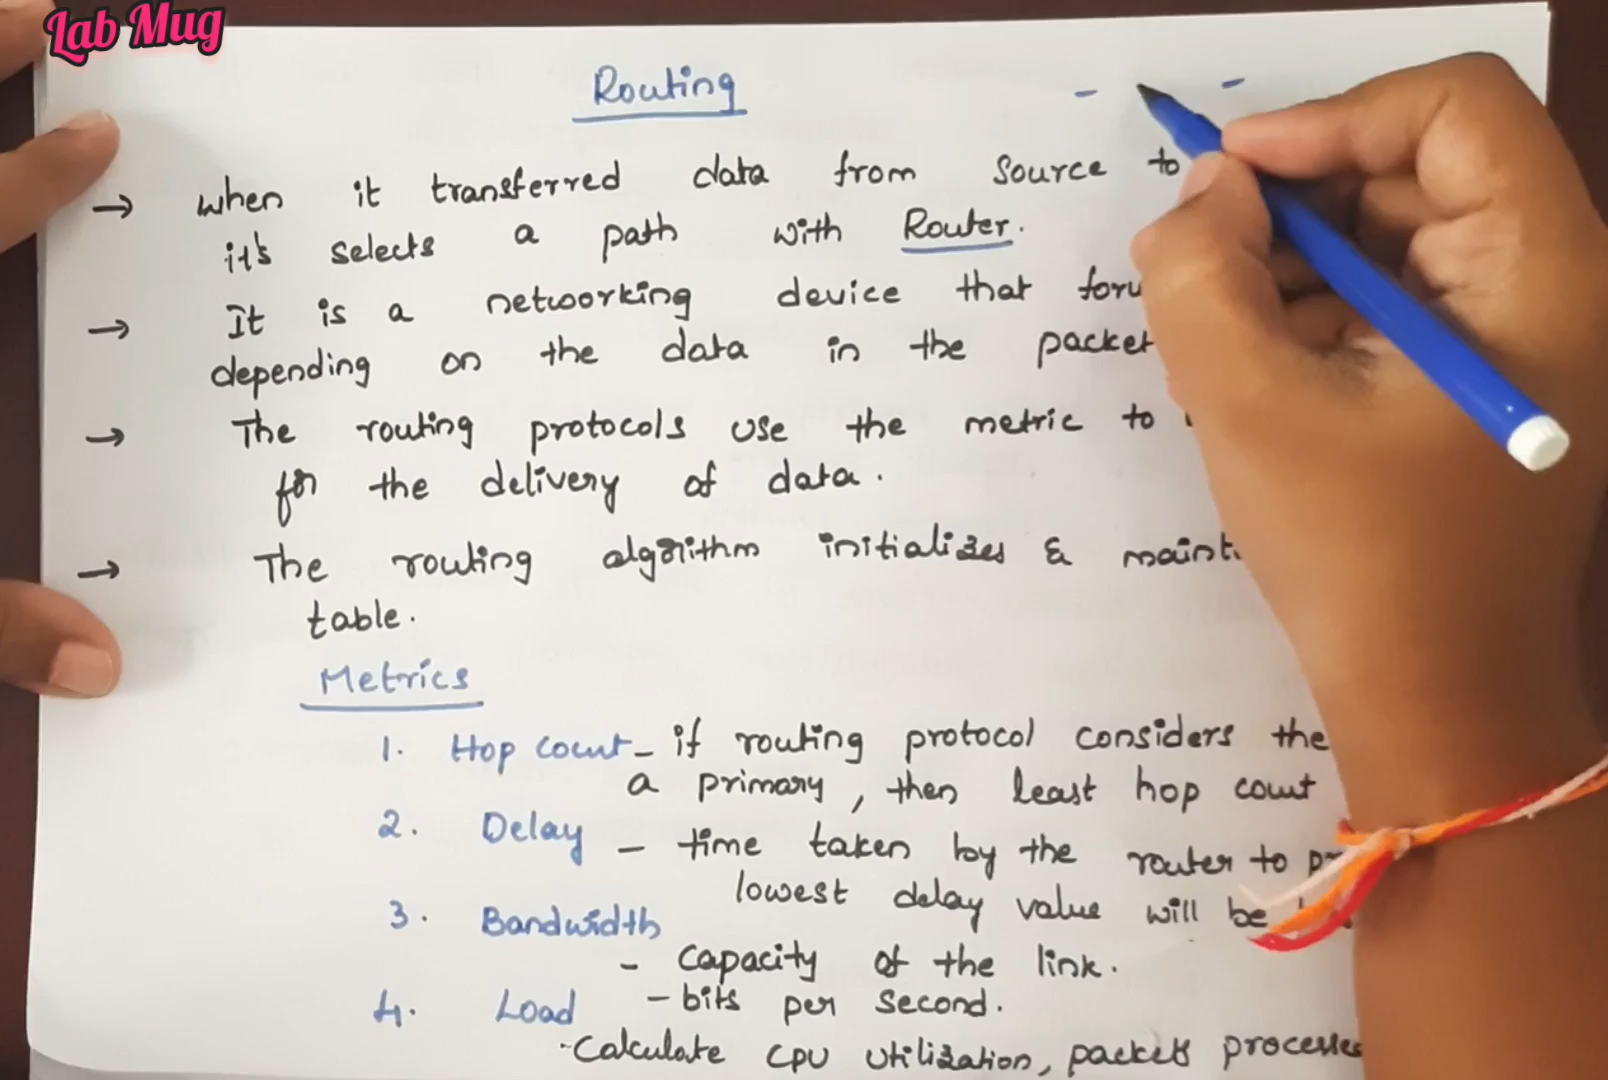 Lab Mug
Routing - -
→ when it transferred data from source to
it's selects a path with Router.
→ It is a networking device that
depending on the data in the packet
→ The routing protocols use the metric to
for the delivery of data.
→ The routing algorithm initializes &
table.
Metrics
1. Hop count - if routing protocol considers the
a primary, then least hop count
2. Delay - time taken by the router to
lowest delay value will be
3. Bandwidth
- capacity of the link.
- bits per second.
4. Load
- Calculate CPU utilization, packets processes